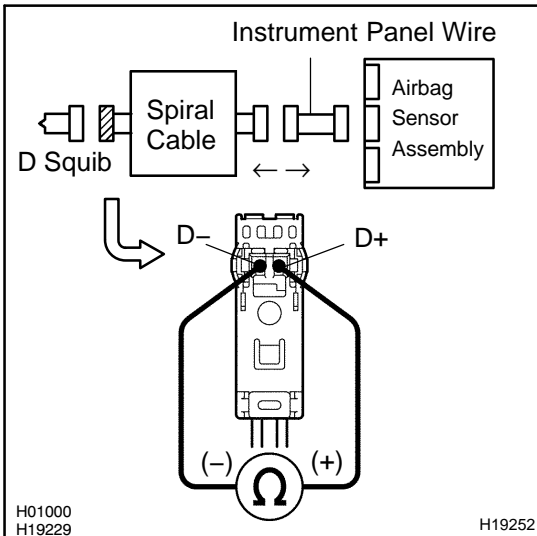 Instrument Panel Wire
Spiral
Cable
Airbag
Sensor
Assembly
D Squib
D−
D+
(−)
(+)
Ω
H01000
H19229
H19252